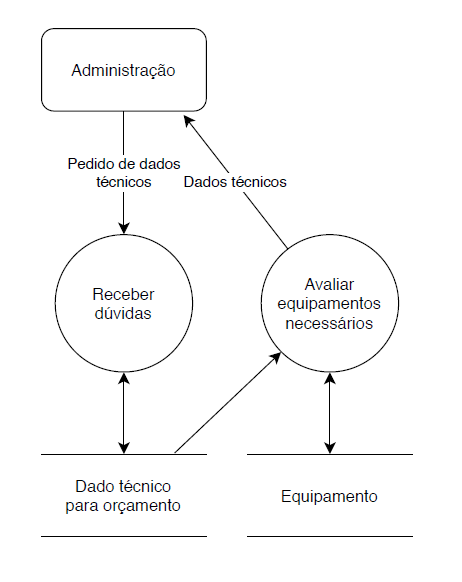 Administração
Pedido de dados
técnicos
Dados técnicos
Receber
dúvidas
Avaliar
equipamentos
necessários
Dado técnico
para orçamento
Equipamento